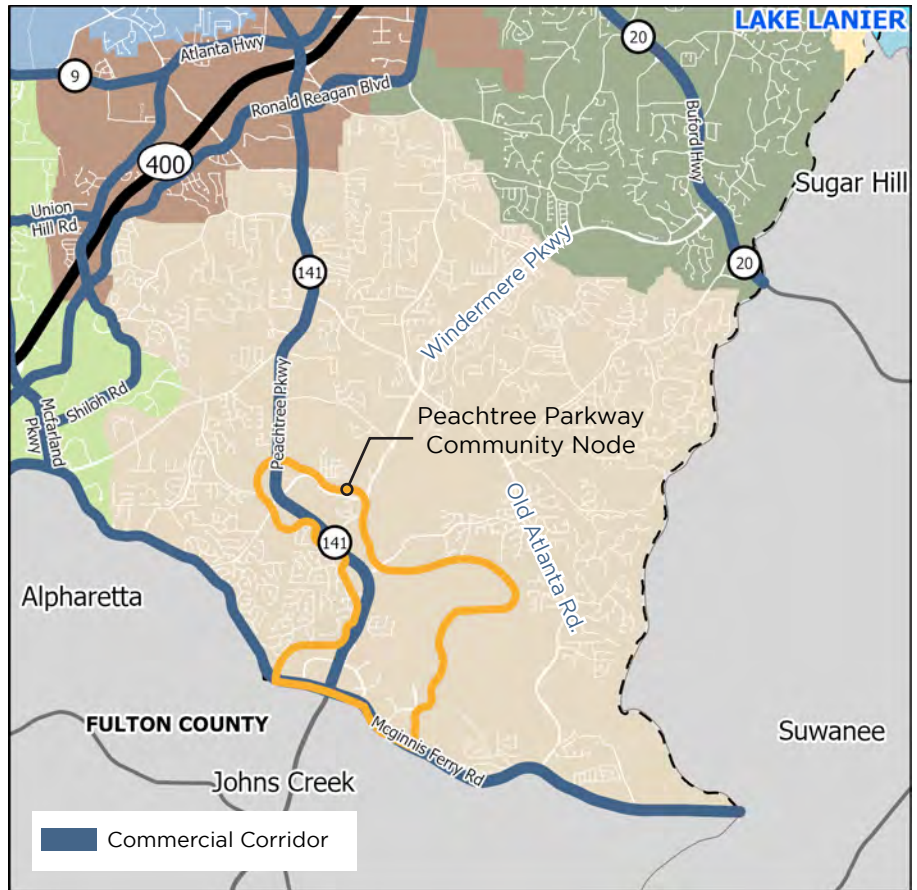 LAKE LANIER
20
Atlanta Hwy
9
Ronald Reagan Blvd
400
Buford Hwy
Sugar Hill
Union
Hill Rd
141
Windermere Pkwy
20
Peachtree Pkwy
Shiloh Rd
Mcfarland
Pkwy
Peachtree Parkway
Community Node
Old Atlanta Rd.
141
Alpharetta
FULTON COUNTY
Mcginnis Ferry Rd
Suwanee
Johns Creek
Commercial Corridor